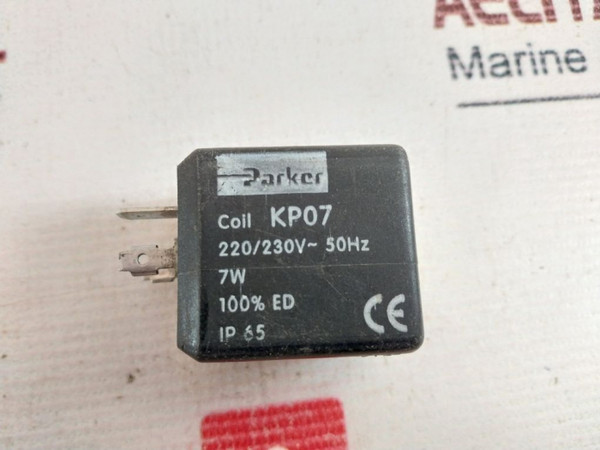 Marine
Parker
Coil KP07
220/230V~ 50Hz
7W
100% ED
IP 65
CE